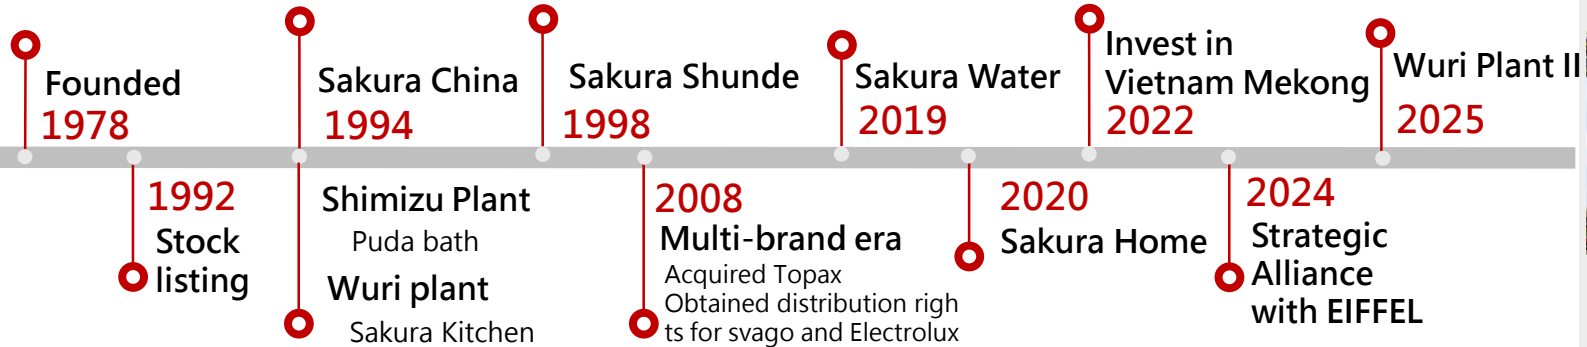 Founded
1978
1992
Stock
listing
Sakura China
1994
Shimizu Plant
Puda bath
Wuri plant
Sakura Kitchen
Sakura Shunde
1998
2008
Multi-brand era
Acquired Topax
Obtained distribution righ
ts for svago and Electrolux
Sakura Water
2019
2020
Sakura Home
Invest in
Vietnam Mekong
2022
2024
Strategic
Alliance
with EIFFEL
Wuri Plant II
2025